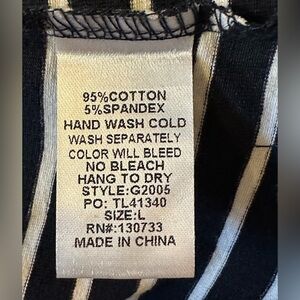 95%COTTON
5%SPANDEX
HAND WASH COLD
WASH SEPARATELY
COLOR WILL BLEED
NO BLEACH
HANG TO DRY
STYLE:G2005
PO: TL41340
SIZE:L
RN#:130733
MADE IN CHINA